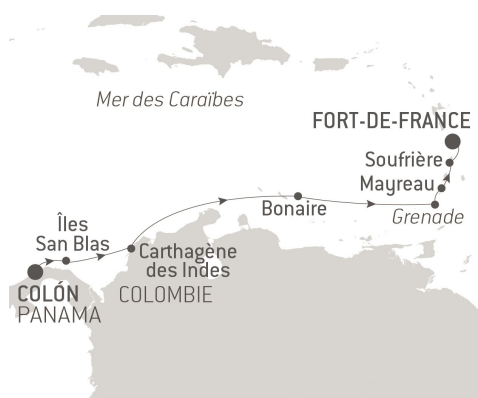 Mer des Caraïbes
FORT-DE-FRANCE
Soufrière
Mayreau
Grenade
Bonaire
Îles
San Blas
Carthagène
des Indes
COLÓN
PANAMA
COLOMBIE